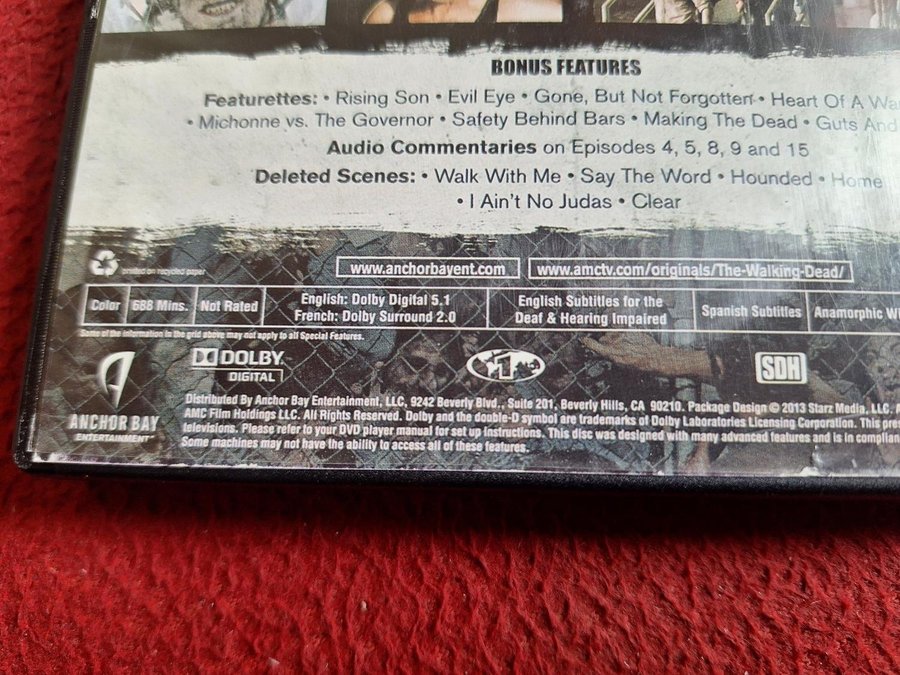 BONUS FEATURES
Featurettes: • Rising Son • Evil Eye • Gone, But Not Forgotten • Heart Of A
• Michonne vs. The Governor • Safety Behind Bars • Making The Dead • Guts And
Audio Commentaries on Episodes 4, 5, 8, 9 and 15
Deleted Scenes: • Walk With Me • Say The Word • Hounded • Home
• I Ain't No Judas • Clear
printed on recycled paper
www.anchorbayent.com
www.amctv.com/originals/The-Walking-Dead/
Color
688 Mins.
Not Rated
English: Dolby Digital 5.1
French: Dolby Surround 2.0
English Subtitles for the
Deaf & Hearing Impaired
Spanish Subtitles
Anamorphic
Some of the information in the grid above may not apply to all Special Features.
DOLBY
DIGITAL
1
SDH
ANCHOR BAY
ENTERTAINMENT
Distributed By Anchor Bay Entertainment, LLC, 9242 Beverly Blvd., Suite 201, Beverly Hills, CA 90210. Package Design © 2013 Starz Media, LLC.
AMC Film Holdings LLC. All Rights Reserved. Dolby and the double-D symbol are trademarks of Dolby Laboratories Licensing Corporation. This
televisions. Please refer to your DVD player manual for set up instructions. This disc was designed with many advanced features and is in
Some machines may not have the ability to access all of these features.